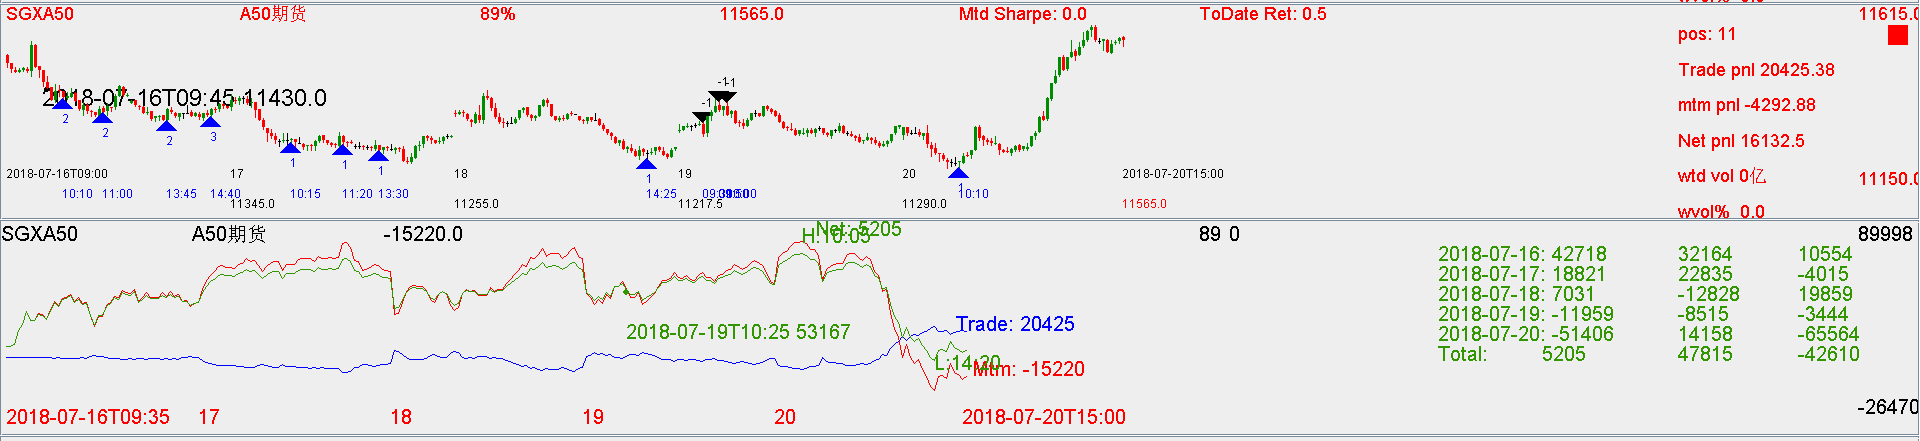 SGXA50 A50期货 89% 11565.0 Mtd Sharpe: 0.0 ToDate Ret: 0.5 11615.0
pos: 11
Trade pnl 20425.38
2018-07-16T09:45 11430.0
mtm pnl -4292.88
Net pnl 16132.5
wtd vol 0亿 11150.0
wvol% 0.0
-1 -1-1
2 2 2 3 1 1 1 1 1
2018-07-16T09:00 17 18 19 20 2018-07-20T15:00
10:10 11:00 13:45 14:40 10:15 11:20 13:30 14:25 10:10
11345.0 11255.0 11217.5 11290.0 11565.0
SGXA50 A50期货 -15220.0 Net: 5205 89 0 89998
H:10:05
2018-07-16: 42718 32164 10554
2018-07-17: 18821 22835 -4015
2018-07-18: 7031 -12828 19859
2018-07-19: -11959 -8515 -3444
2018-07-20: -51406 14158 -65564
Total: 5205 47815 -42610
Trade: 20425
2018-07-19T10:25 53167
L:14:20
Mtm: -15220
-26470
2018-07-16T09:35 17 18 19 20 2018-07-20T15:00